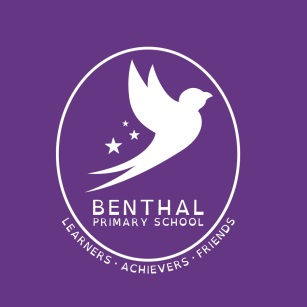 BENTHAL
PRIMARY SCHOOL
LEARNERS · ACHIEVERS · FRIENDS